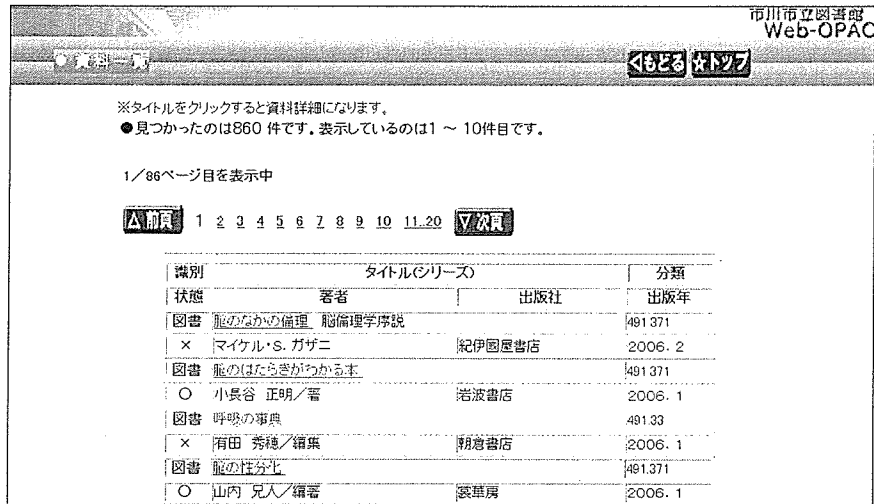 市川市立図書館
Web-OPAC
●資料一覧
◁もどる ☆トップ
※タイトルをクリックすると資料詳細になります。
●見つかったのは860 件です。表示しているのは1 ～ 10件目です。
1／86ページ目を表示中
△前頁 1 2 3 4 5 6 7 8 9 10 11..20 ▽次頁
識別 タイトル(シリーズ) 分類
状態 著者 出版社 出版年
図書 脳のなかの倫理 脳倫理学序説 491.371
× マイケル・S. ガザニ 紀伊國屋書店 2006. 2
図書 脳のはたらきがわかる本 491.371
○ 小長谷 正明／著 岩波書店 2006. 1
図書 呼吸の事典 491.33
× 有田 秀穂／編集 朝倉書店 2006. 1
図書 脳の性分化 491.371
○ 山内 兄人／編著 裳華房 2006. 1